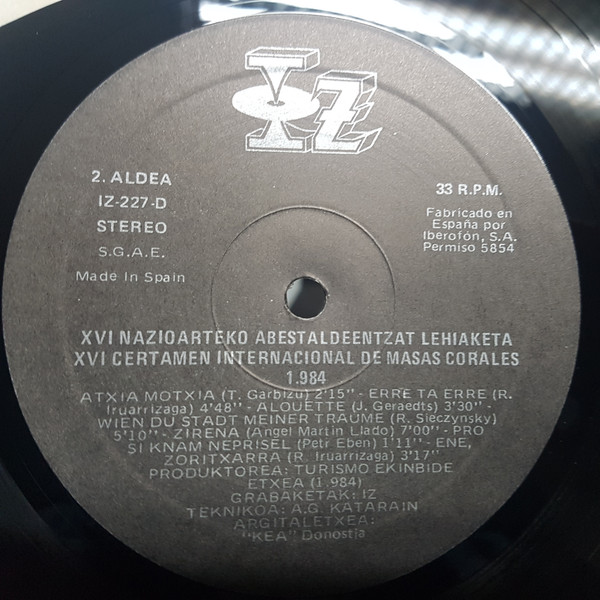 IZ
2. ALDEA
IZ-227-D
STEREO
S.G.A.E.
Made in Spain
33 R.P.M.
Fabricado en
España por
Iberofón, S.A.
Permiso 5854
XVI NAZIOARTEKO ABESTALDEENTZAT LEHIAKETA
XVI CERTAMEN INTERNACIONAL DE MASAS CORALES
1.984
ATXIA MOTXIA (T. Garbizu) 2'15" - ERRE TA ERRE (R.
Iruarrizaga) 4'48" - ALOUETTE (J. Geraedts) 3'30" -
WIEN DU STADT MEINER TRAUME (R. Sieczynsky)
5'10" - ZIRENA (Angel Martin Llado) 7'00" - PRO
SI KNAM NEPRISEL (Petr Eben) 1'11" - ENE,
ZORITXARRA (R. Iruarrizaga) 3'17"
PRODUKTOREA: TURISMO EKINBIDE
ETXEA (1.984)
GRABAKETAK: IZ
TEKNIKOA: A.G. KATARAIN
ARGITALETXEA:
"KEA" Donostia